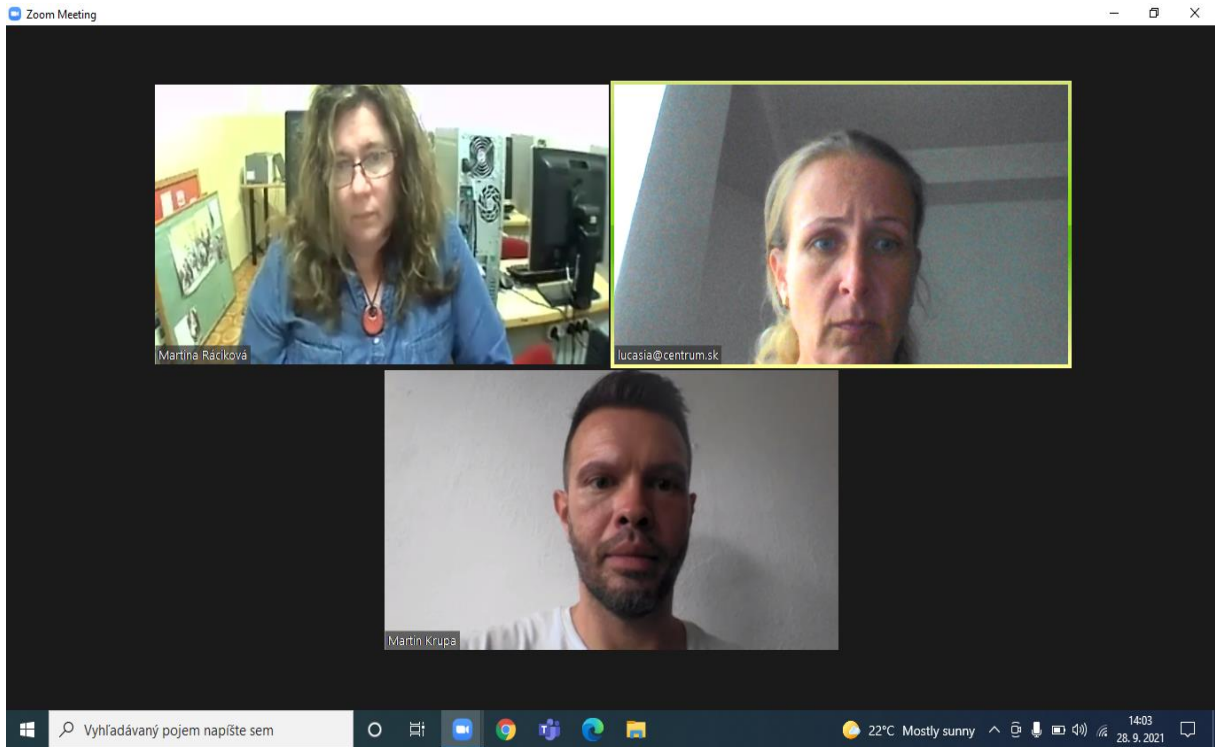 Zoom Meeting
Martina Ráciková
lucasia@centrum.sk
Martin Krupa
Vyhľadávaný pojem napíšte sem
22°C Mostly sunny
14:03
28. 9. 2021